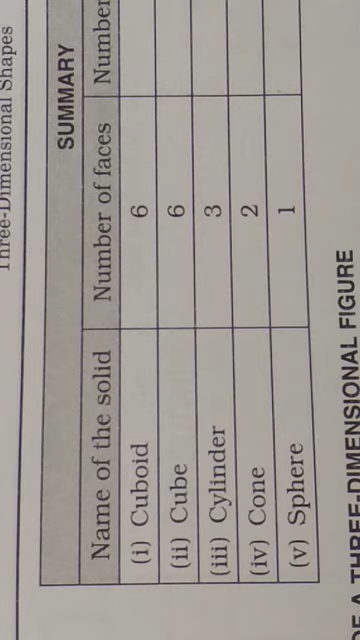 Three-Dimensional Shapes
SUMMARY
Name of the solid Number of faces Number
(i) Cuboid 6
(ii) Cube 6
(iii) Cylinder 3
(iv) Cone 2
(v) Sphere 1
A THREE-DIMENSIONAL FIGURE